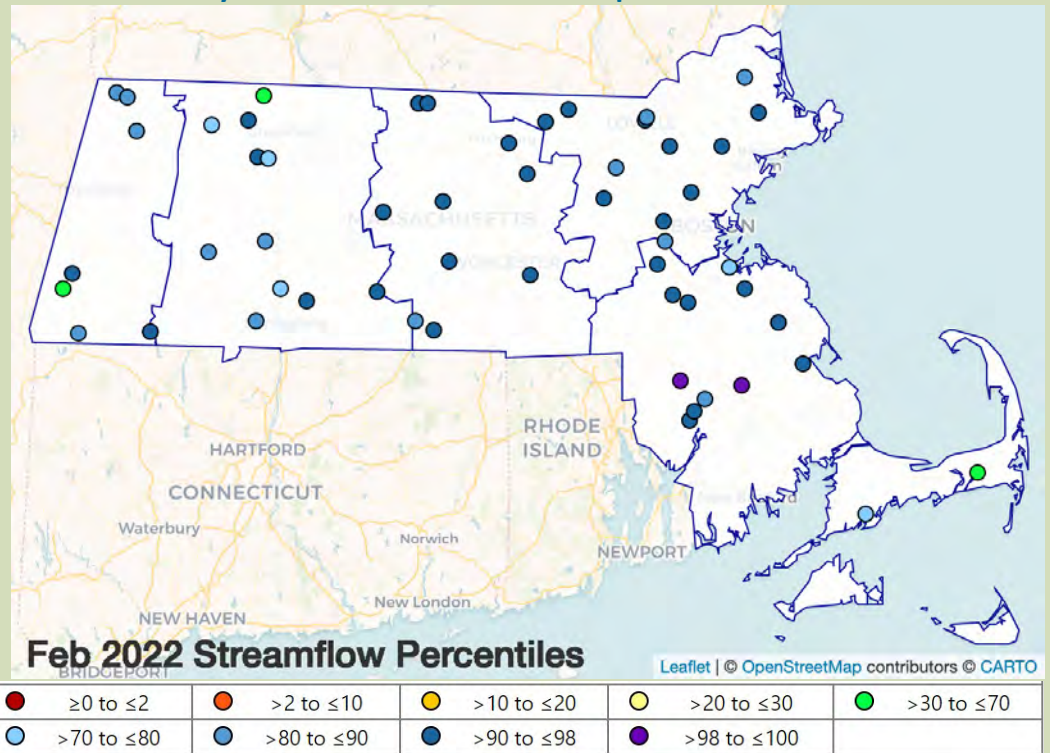 BOSTON
HARTFORD
RHODE
ISLAND
CONNECTICUT
Waterbury
Norwich
NEWPORT
New London
NEW HAVEN
Feb 2022 Streamflow Percentiles
BRIDGEPORT
Leaflet | © OpenStreetMap contributors © CARTO
≥0 to ≤2 >2 to ≤10 >10 to ≤20 >20 to ≤30 >30 to ≤70
>70 to ≤80 >80 to ≤90 >90 to ≤98 >98 to ≤100